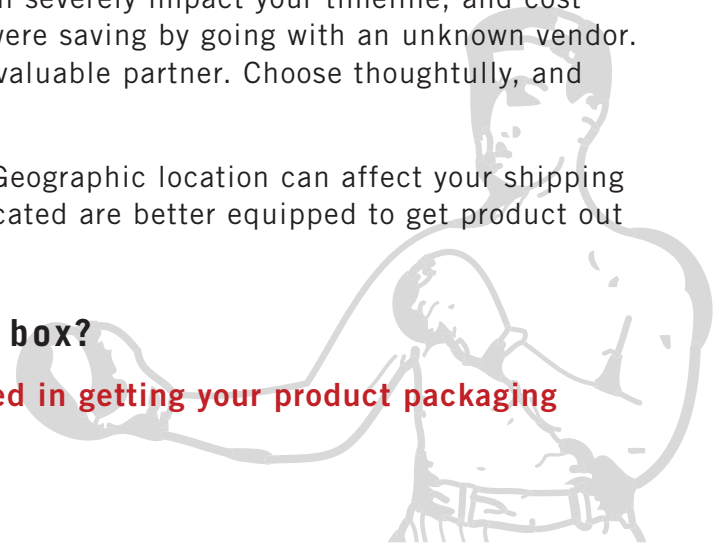 severely impact your timeline, and cost
were saving by going with an unknown vendor.
valuable partner. Choose thoughtully, and
Geographic location can affect your shipping
cated are better equipped to get product out
box?
ed in getting your product packaging